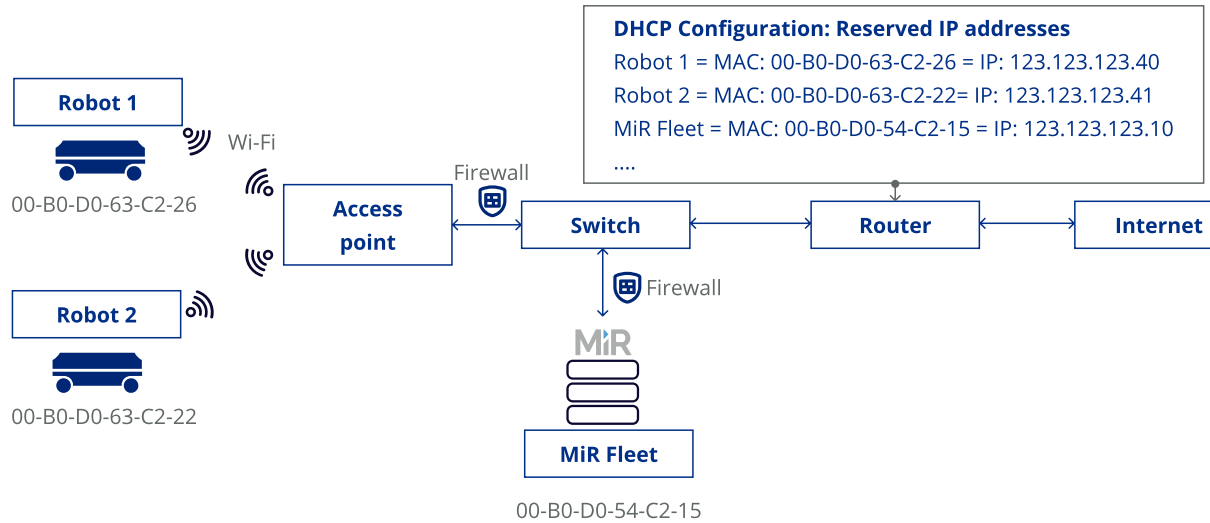 DHCP Configuration: Reserved IP addresses
Robot 1 = MAC: 00-B0-D0-63-C2-26 = IP: 123.123.123.40
Robot 2 = MAC: 00-B0-D0-63-C2-22= IP: 123.123.123.41
MiR Fleet = MAC: 00-B0-D0-54-C2-15 = IP: 123.123.123.10
....
Robot 1
Wi-Fi
00-B0-D0-63-C2-26
Firewall
Access
point
Switch
Router
Internet
Firewall
Robot 2
00-B0-D0-63-C2-22
MiR
MiR Fleet
00-B0-D0-54-C2-15